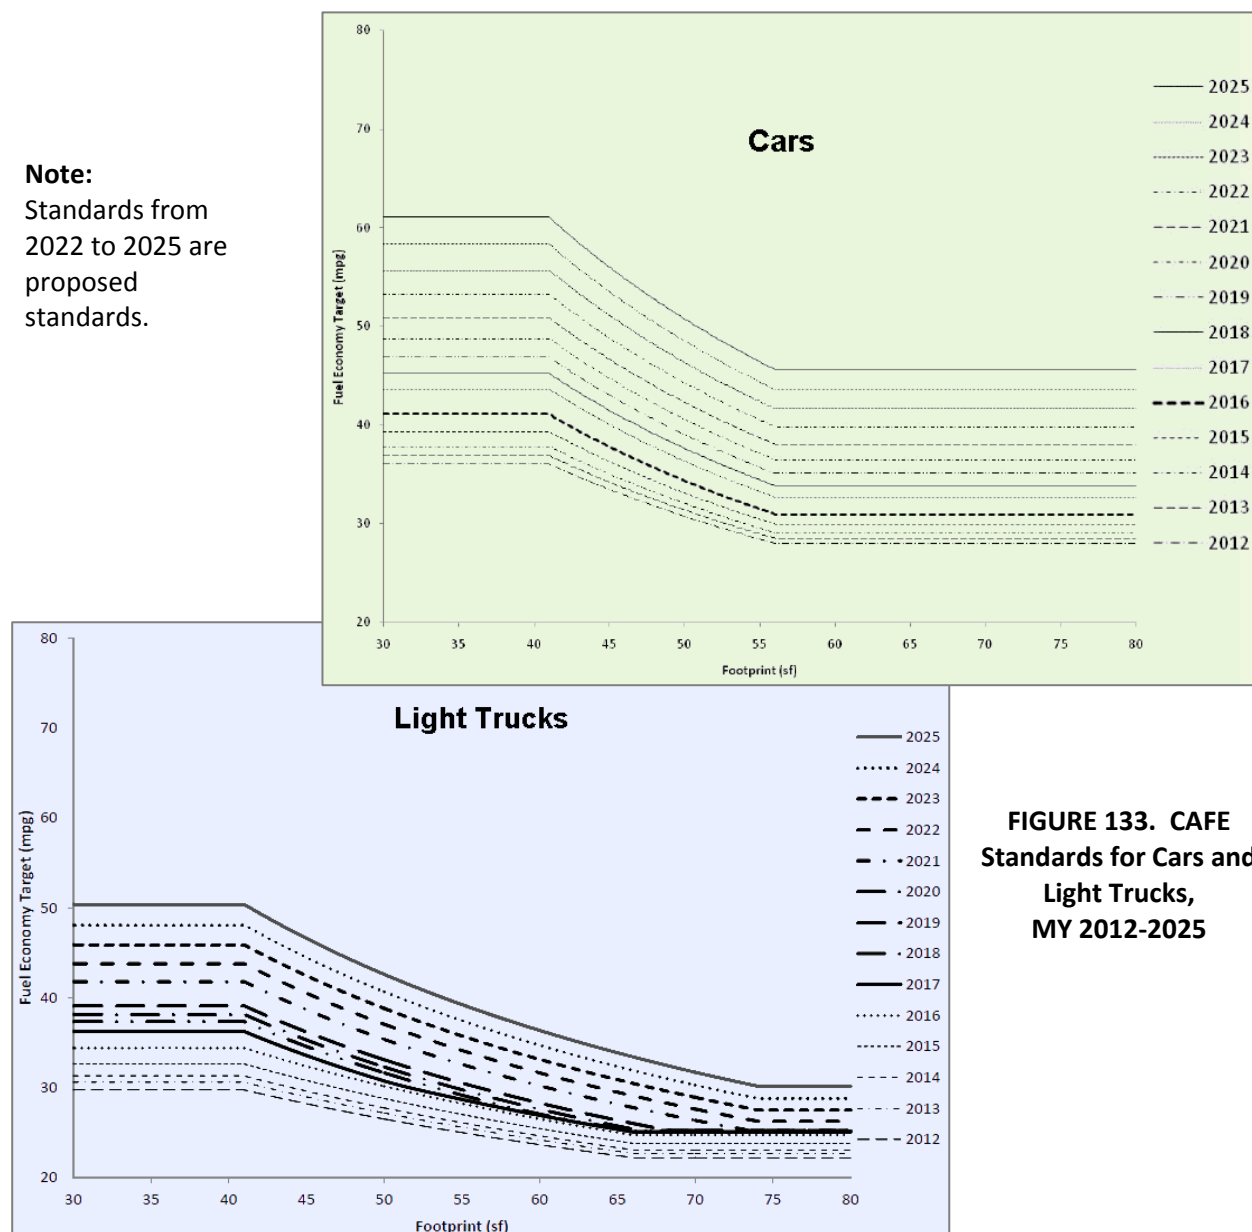 Note:
Standards from
2022 to 2025 are
proposed
standards.
Cars
Fuel Economy Target (mpg)
80
70
60
50
40
30
20
30 35 40 45 50 55 60 65 70 75 80
Footprint (sf)
2025
2024
2023
2022
2021
2020
2019
2018
2017
2016
2015
2014
2013
2012
Light Trucks
Fuel Economy Target (mpg)
80
70
60
50
40
30
20
30 35 40 45 50 55 60 65 70 75 80
Footprint (sf)
2025
2024
2023
2022
2021
2020
2019
2018
2017
2016
2015
2014
2013
2012
FIGURE 133. CAFE
Standards for Cars and
Light Trucks,
MY 2012-2025